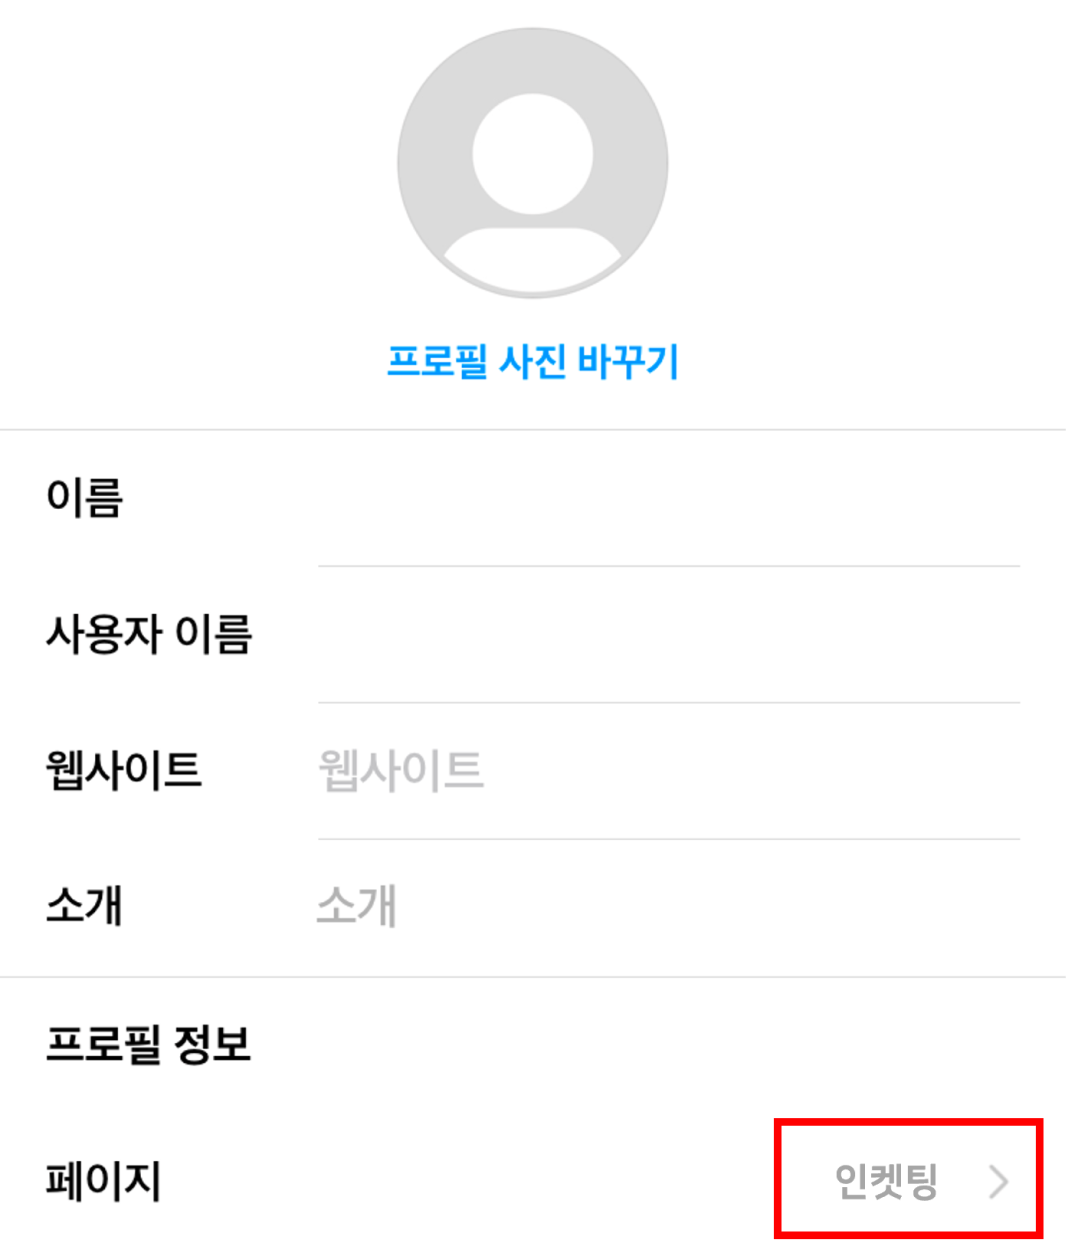 프로필 사진 바꾸기
이름
사용자 이름
웹사이트 웹사이트
소개 소개
프로필 정보
페이지 인켓팅